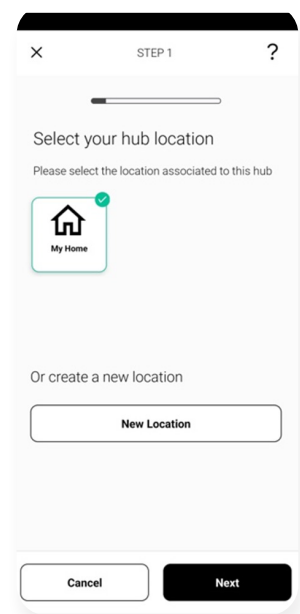 STEP 1
?
Select your hub location
Please select the location associated to this hub
My Home
Or create a new location
New Location
Cancel
Next